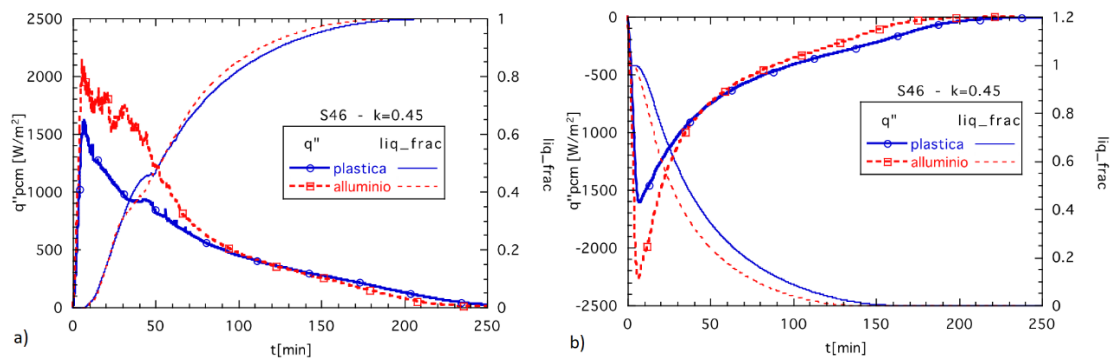 2500
2000
1500
1000
500
0
q"pcm [W/m²]
1
0.8
0.6
0.4
0.2
0
liq_frac
S46 - k=0.45
q" liq_frac
plastica
alluminio
0 50 100 150 200 250
t[min]
a)
0
-500
-1000
-1500
-2000
-2500
q"pcm [W/m²]
1.2
1
0.8
0.6
0.4
0.2
0
liq_frac
S46 - k=0.45
q" liq_frac
plastica
alluminio
0 50 100 150 200 250
t[min]
b)